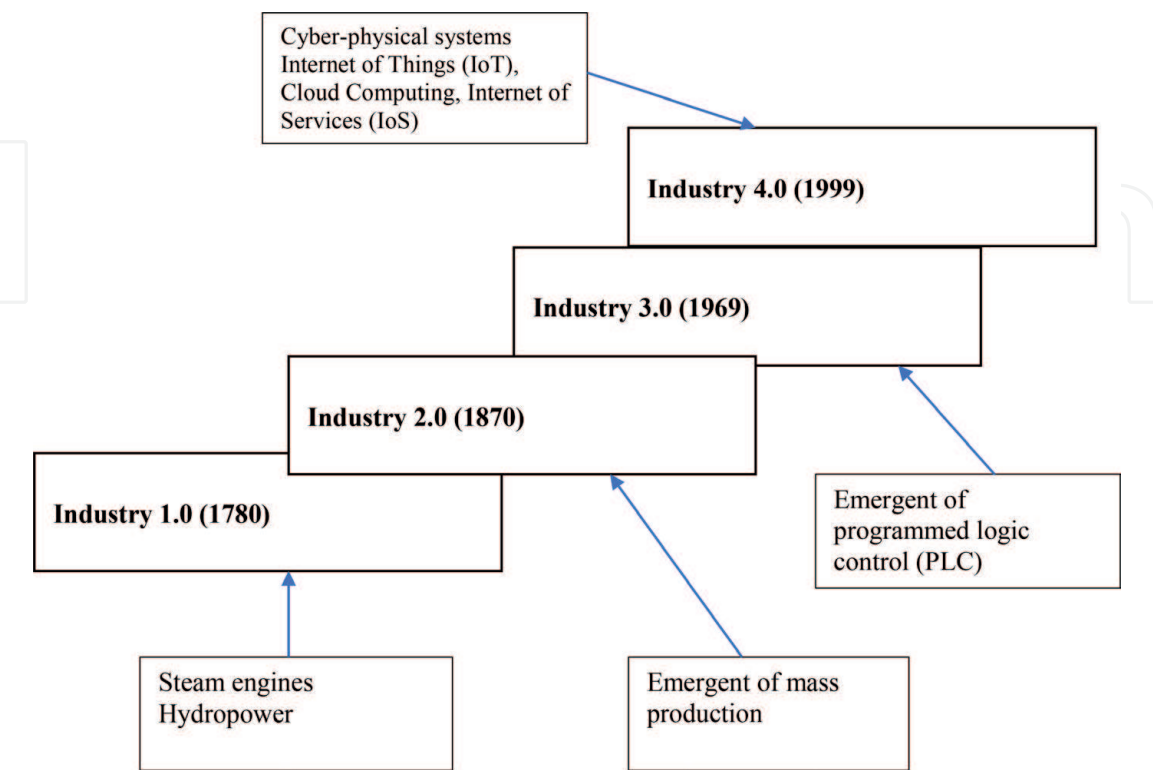 Cyber-physical systems
Internet of Things (IoT),
Cloud Computing, Internet of
Services (IoS)
Industry 4.0 (1999)
Industry 3.0 (1969)
Industry 2.0 (1870)
Industry 1.0 (1780)
Emergent of
programmed logic
control (PLC)
Steam engines
Hydropower
Emergent of mass
production